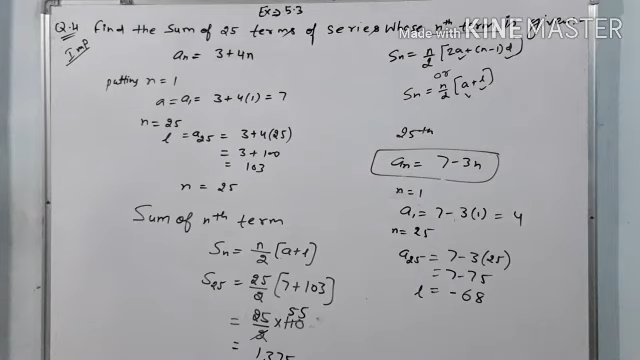 Ex 5.3
Q.4 Find the sum of 25 terms of series whose nth term is given -
Made with KINEMASTER
Imp
an = 3+4n
putting n = 1
a = a1 = 3+4(1) = 7
n = 25
l = a25 = 3+4(25)
= 3+100
= 103
n = 25
Sum of nth term
Sn = n/2 [a+l]
S25 = 25/2 [7+103]
= 25/2 × 110 55
= 1375
Sn = n/2 [2a+(n-1)d]
or
Sn = n/2 [a+l]
25th
an = 7-3n
n = 1
a1 = 7-3(1) = 4
n = 25
a25 = 7-3(25)
= 7-75
l = -68